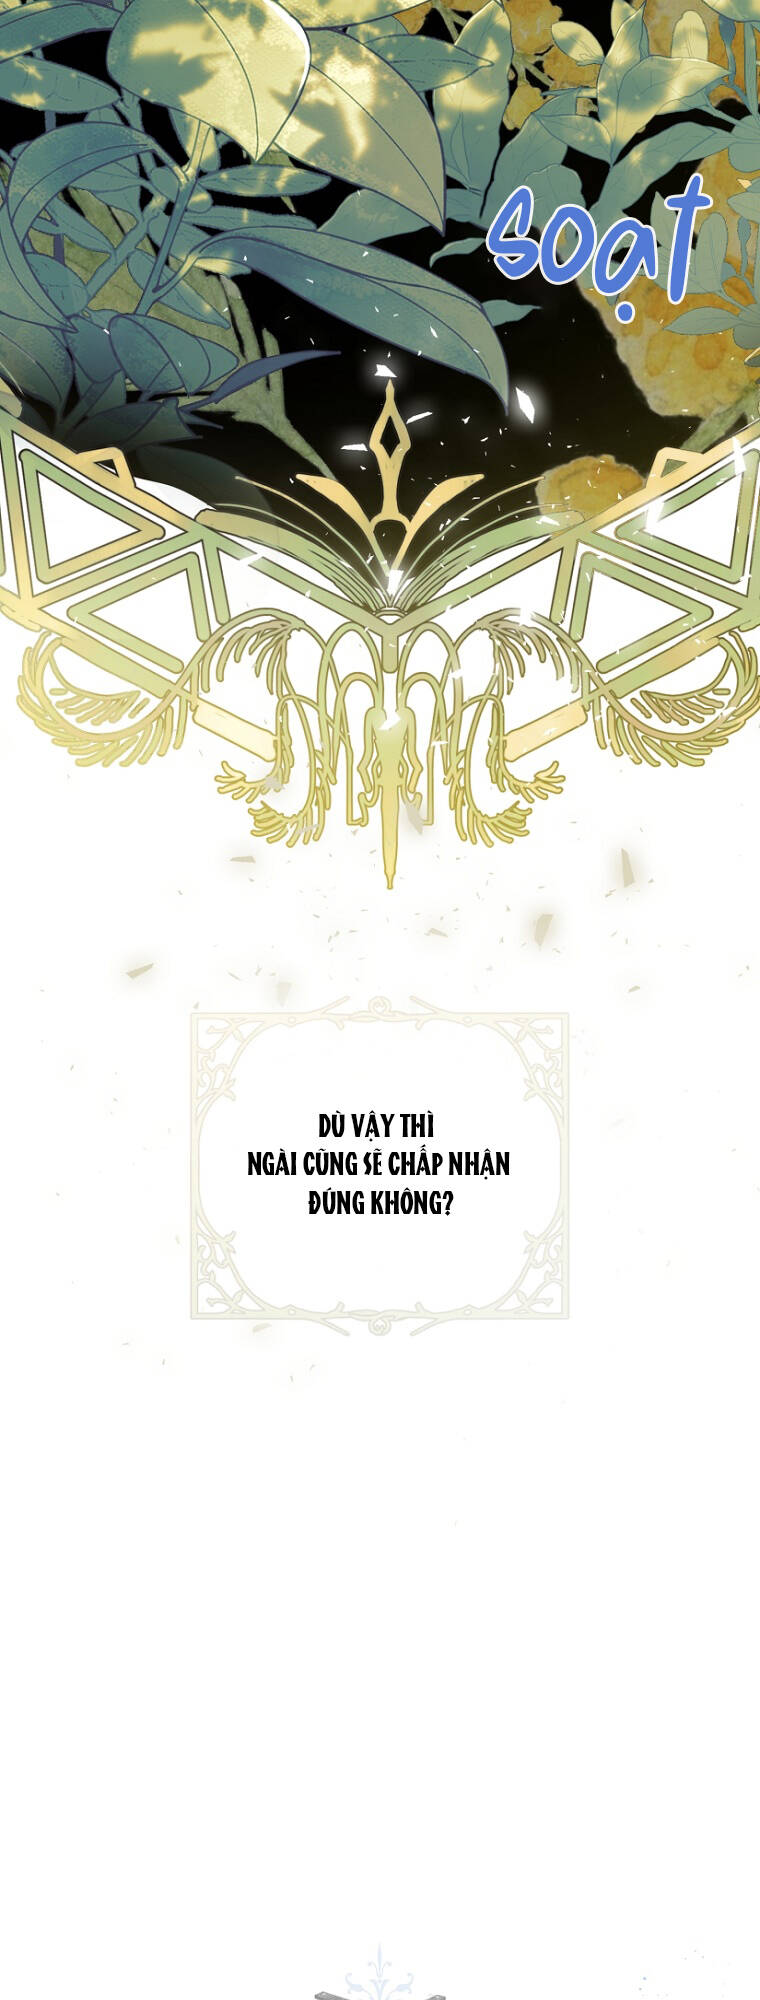 soạt
DÙ VẬY THÌ
NGÀI CŨNG SẼ CHẤP NHẬN
ĐÚNG KHÔNG?